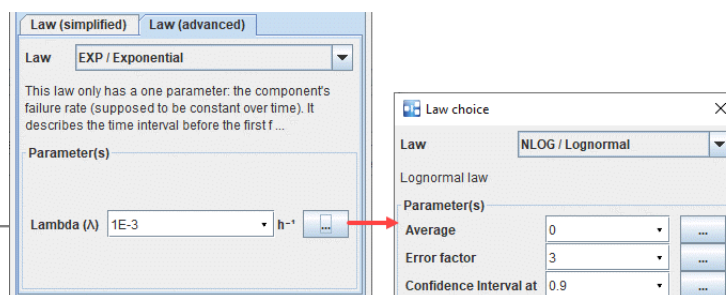 Law (simplified) Law (advanced)
Law EXP / Exponential
This law only has a one parameter: the component's
failure rate (supposed to be constant over time). It
describes the time interval before the first f ...
Parameter(s)
Lambda (λ) 1E-3 h⁻¹ ...
Law choice
Law NLOG / Lognormal
Lognormal law
Parameter(s)
Average 0 ...
Error factor 3 ...
Confidence Interval at 0.9 ...